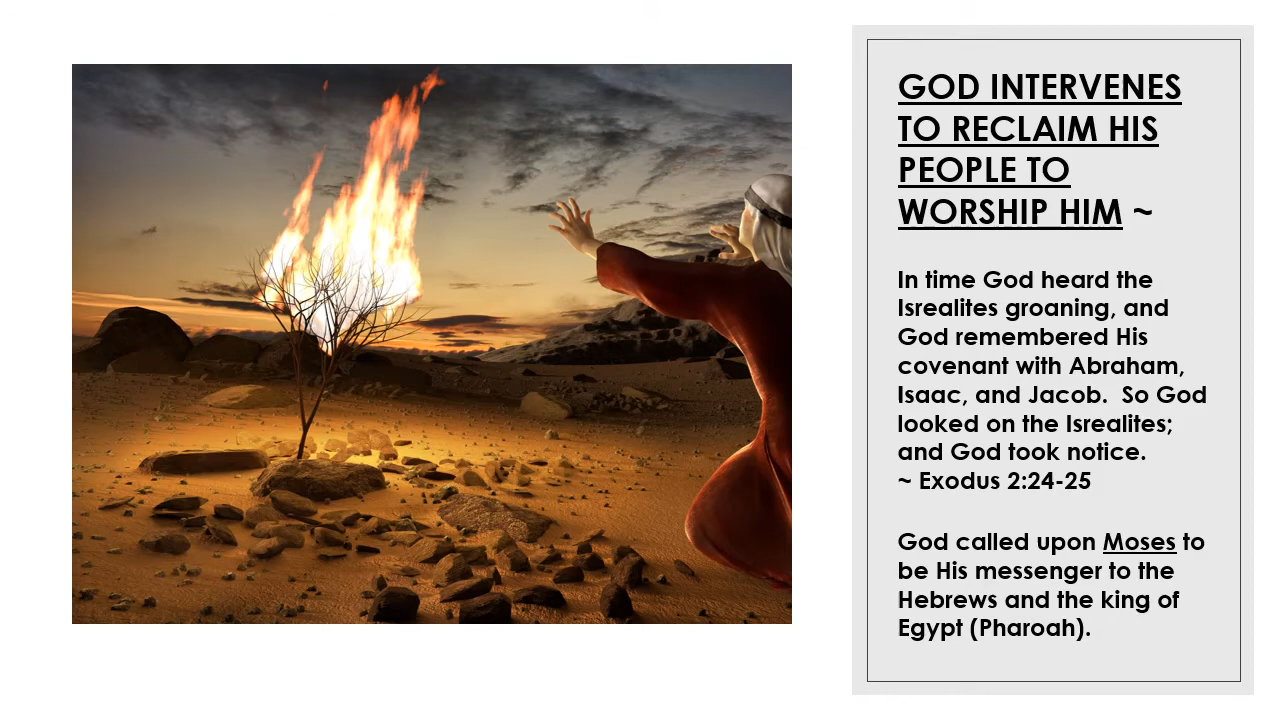 GOD INTERVENES
TO RECLAIM HIS
PEOPLE TO
WORSHIP HIM ~
In time God heard the
Isrealites groaning, and
God remembered His
covenant with Abraham,
Isaac, and Jacob.  So God
looked on the Isrealites;
and God took notice.
~ Exodus 2:24-25
God called upon Moses to
be His messenger to the
Hebrews and the king of
Egypt (Pharoah).